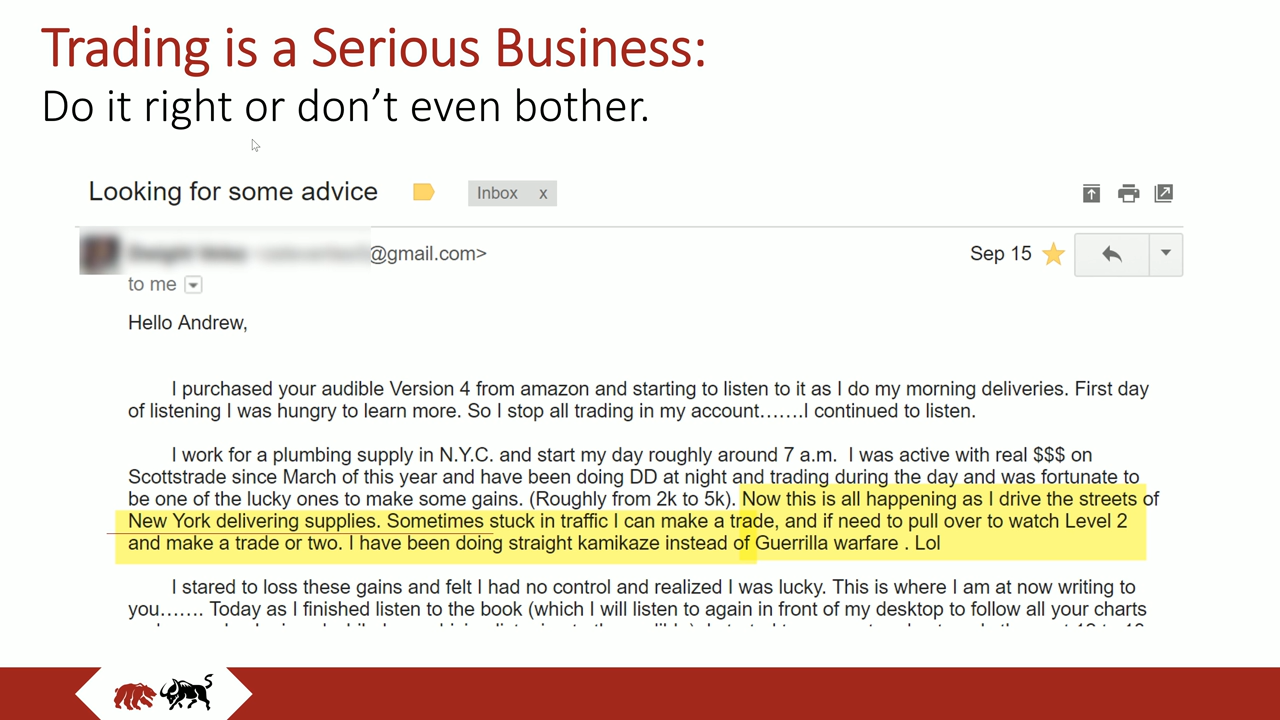 Trading is a Serious Business:
Do it right or don't even bother.
Looking for some advice
Inbox x
@gmail.com>
Sep 15
to me
Hello Andrew,
I purchased your audible Version 4 from amazon and starting to listen to it as I do my morning deliveries. First day
of listening I was hungry to learn more. So I stop all trading in my account…….I continued to listen.
I work for a plumbing supply in N.Y.C. and start my day roughly around 7 a.m. I was active with real $$$ on
Scottstrade since March of this year and have been doing DD at night and trading during the day and was fortunate to
be one of the lucky ones to make some gains. (Roughly from 2k to 5k). Now this is all happening as I drive the streets of
New York delivering supplies. Sometimes stuck in traffic I can make a trade, and if need to pull over to watch Level 2
and make a trade or two. I have been doing straight kamikaze instead of Guerrilla warfare . Lol
I stared to loss these gains and felt I had no control and realized I was lucky. This is where I am at now writing to
you……. Today as I finished listen to the book (which I will listen to again in front of my desktop to follow all your charts